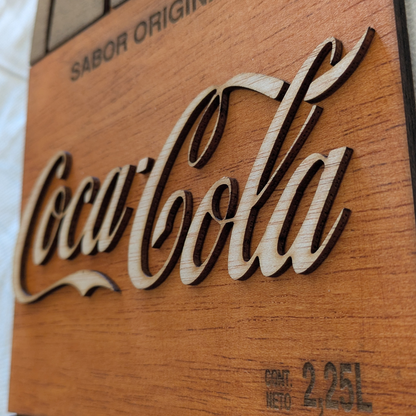 SABOR ORIGIN
Coca-Cola
CONT.
NETO 2,25L